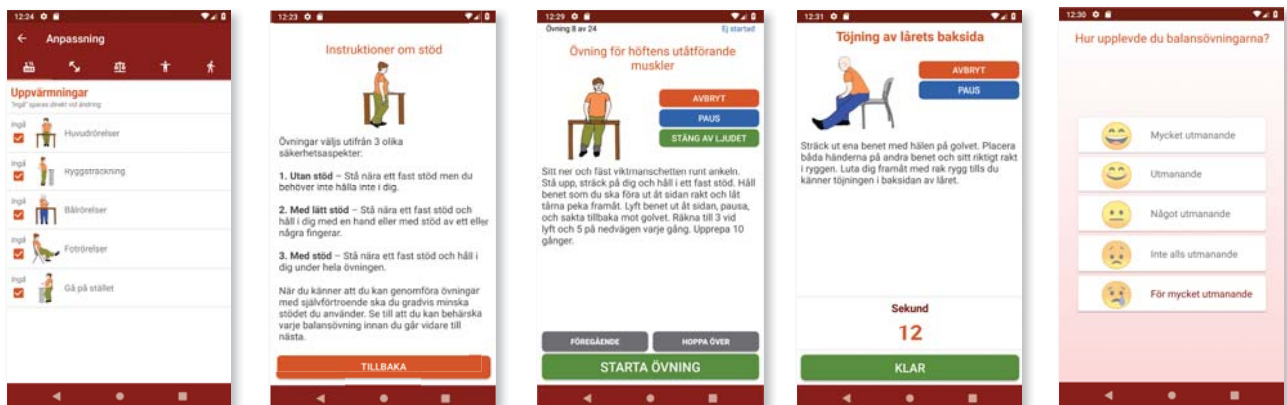 12:24
Anpassning
Uppvärmningar
"Ingå" sparas direkt vid ändring
Ingå
Huvudrörelser
Ingå
Ryggsträckning
Ingå
Bålrörelser
Ingå
Fotrörelser
Ingå
Gå på stället
12:23
Instruktioner om stöd
Övningar väljs utifrån 3 olika
säkerhetsaspekter:
1. Utan stöd – Stå nära ett fast stöd men du
behöver inte hålla inte i dig.
2. Med lätt stöd – Stå nära ett fast stöd och
håll i dig med en hand eller med stöd av ett eller
några fingrar.
3. Med stöd – Stå nära ett fast stöd och håll i
dig under hela övningen.
När du känner att du kan genomföra övningar
med självförtroende ska du gradvis minska
stödet du använder. Se till att du kan behärska
varje balansövning innan du går vidare till
nästa.
TILLBAKA
12:29
Övning 8 av 24
Ej startad
Övning för höftens utåtförande
muskler
AVBRYT
PAUS
STÄNG AV LJUDET
Sitt ner och fäst viktmanschetten runt ankeln.
Stå upp, sträck på dig och håll i ett fast stöd. Håll
benet som du ska föra ut åt sidan rakt och låt
tårna peka framåt. Lyft benet ut åt sidan, pausa,
och sakta tillbaka mot golvet. Räkna till 3 vid
lyft och 5 på nedvägen varje gång. Upprepa 10
gånger.
FÖREGÅENDE
HOPPA ÖVER
STARTA ÖVNING
12:31
Töjning av lårets baksida
AVBRYT
PAUS
Sträck ut ena benet med hälen på golvet. Placera
båda händerna på andra benet och sitt riktigt rakt
i ryggen. Luta dig framåt med rak rygg tills du
känner töjningen i baksidan av låret.
Sekund
12
KLAR
12:30
Hur upplevde du balansövningarna?
Mycket utmanande
Utmanande
Något utmanande
Inte alls utmanande
För mycket utmanande